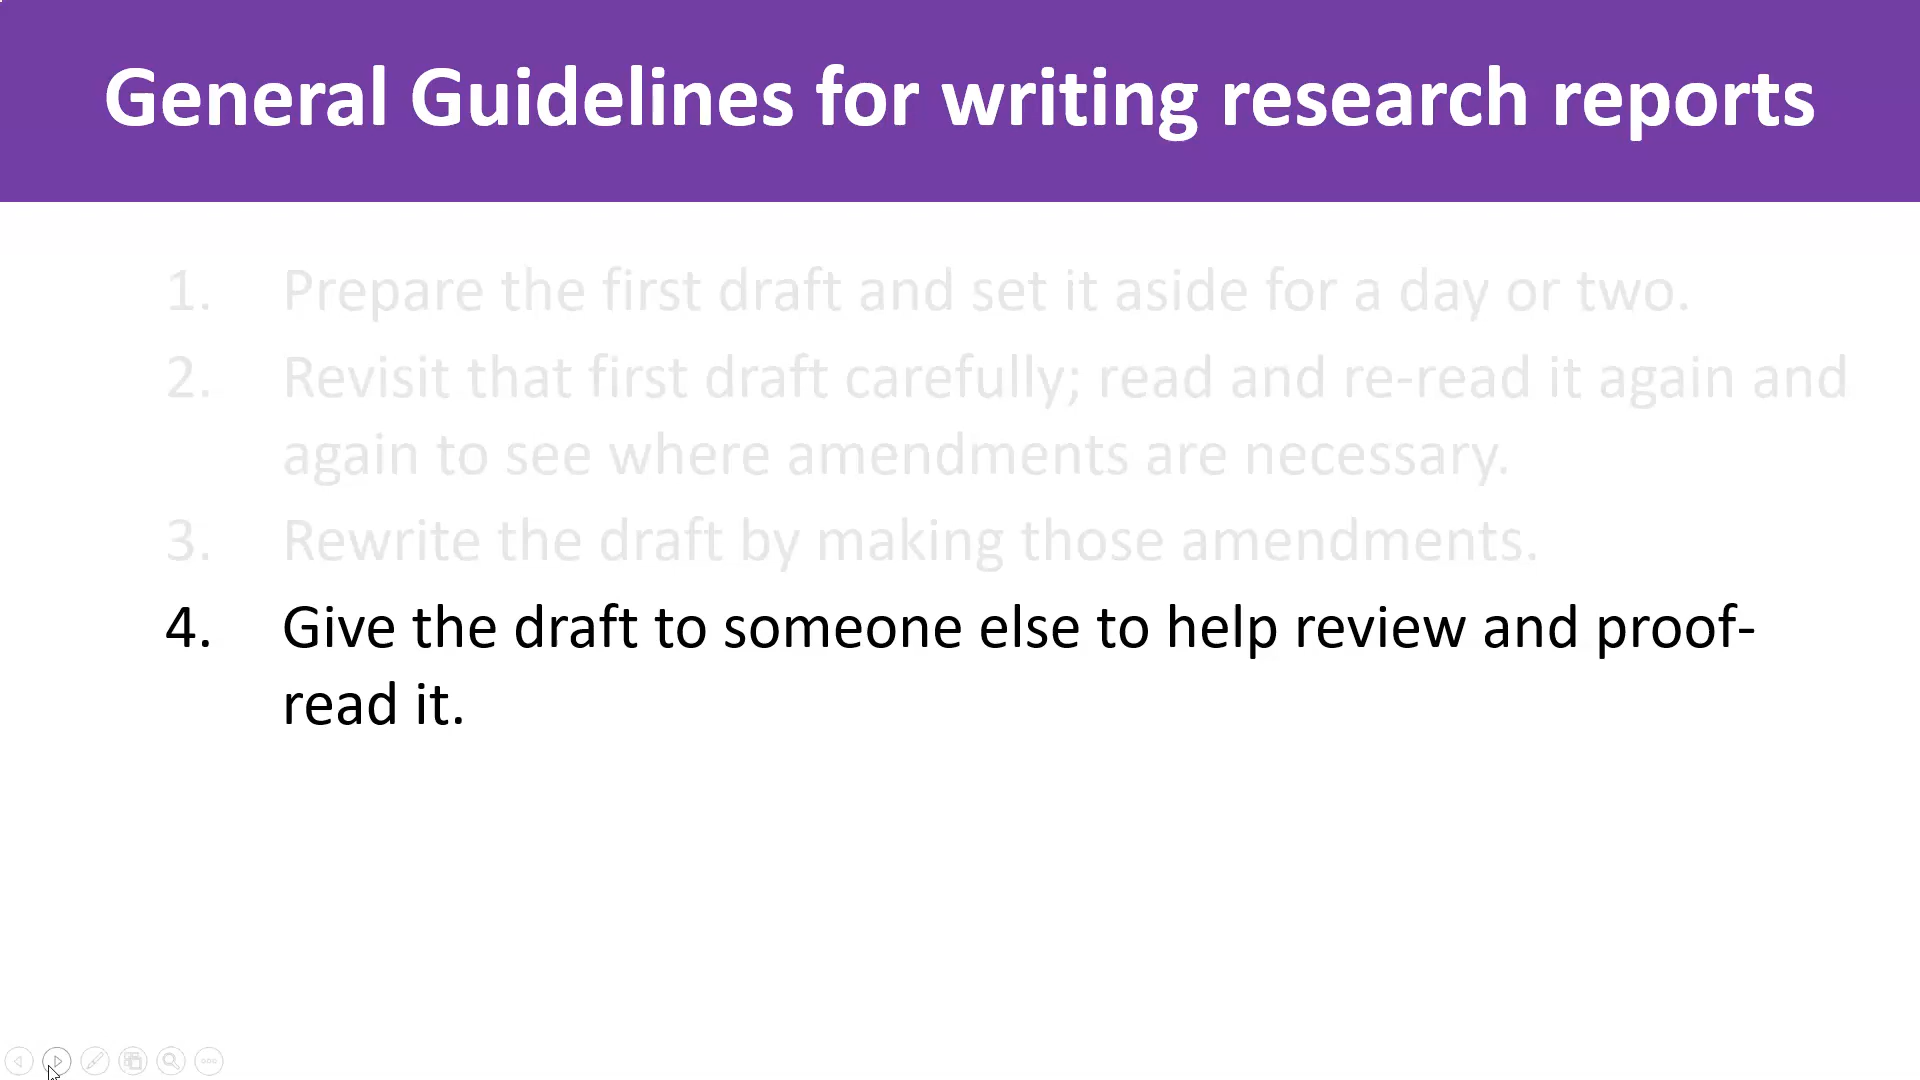 General Guidelines for writing research reports
1. Prepare the first draft and set it aside for a day or two.
2. Revisit that first draft carefully; read and re-read it again and
again to see where amendments are necessary.
3. Rewrite the draft by making those amendments.
4. Give the draft to someone else to help review and proof-
read it.